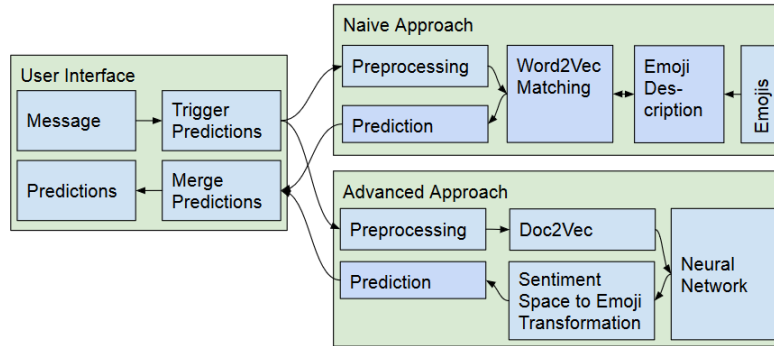 User Interface
Message
Trigger
Predictions
Predictions
Merge
Predictions
Naive Approach
Preprocessing
Word2Vec
Matching
Emoji
Des-
cription
Emojis
Prediction
Advanced Approach
Preprocessing
Doc2Vec
Neural
Network
Prediction
Sentiment
Space to Emoji
Transformation